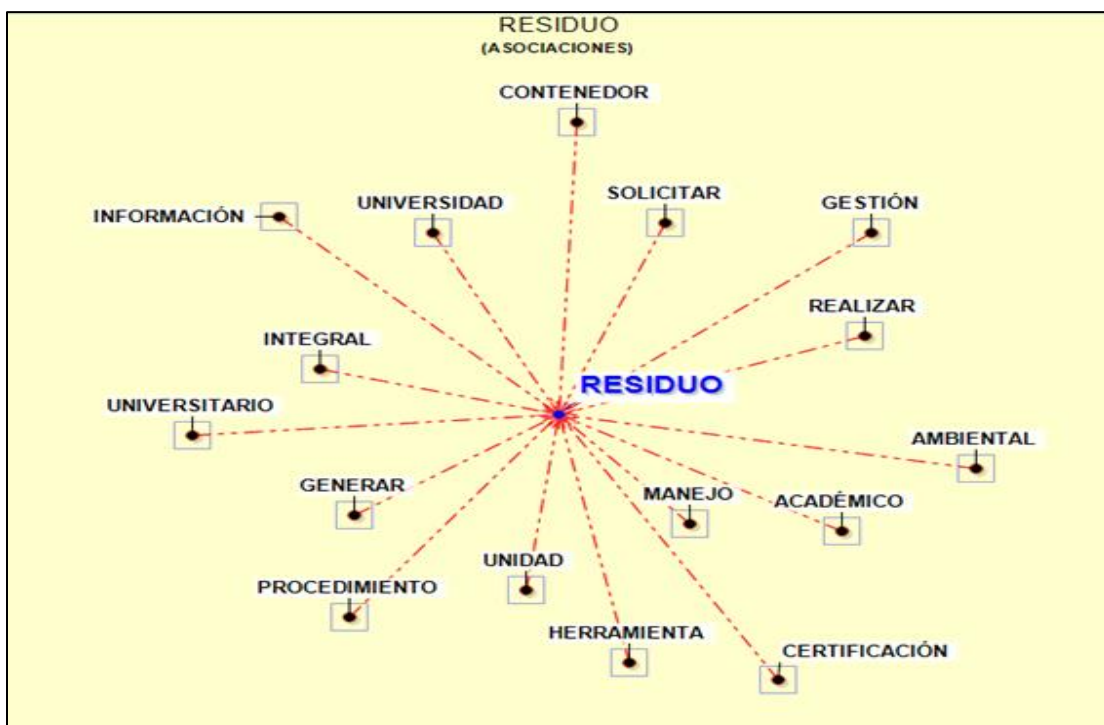 RESIDUO
(ASOCIACIONES)
CONTENEDOR
SOLICITAR
UNIVERSIDAD
GESTIÓN
INFORMACIÓN
REALIZAR
INTEGRAL
RESIDUO
UNIVERSITARIO
AMBIENTAL
GENERAR
MANEJO
ACADÉMICO
UNIDAD
PROCEDIMIENTO
HERRAMIENTA
CERTIFICACIÓN